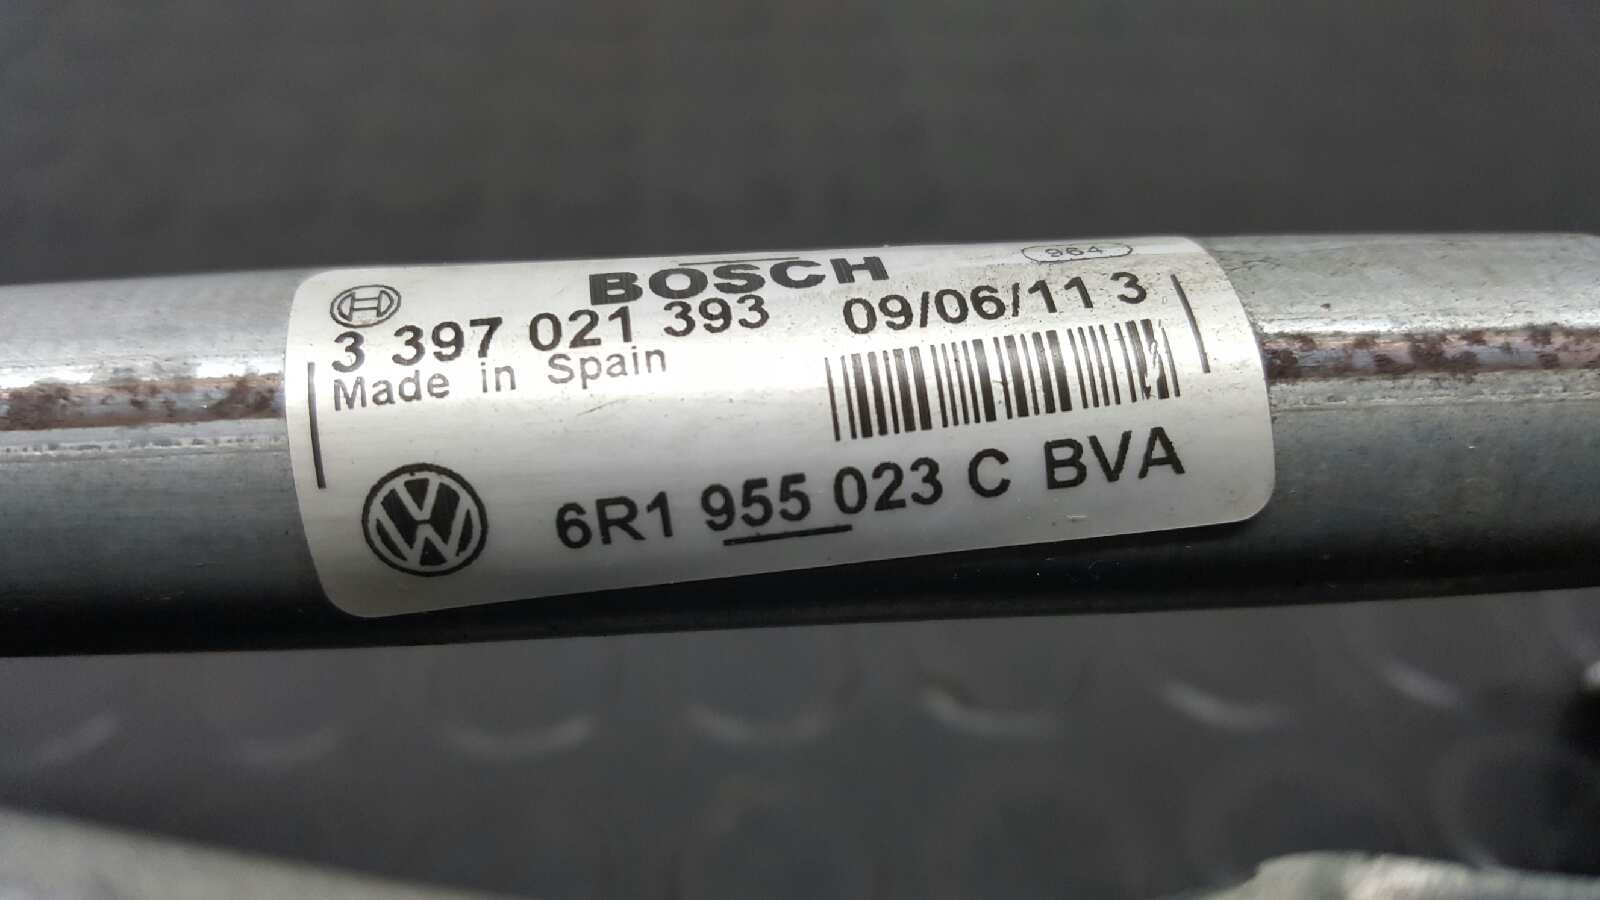 964
BOSCH
3 397 021 393 09/06/11 3
Made in Spain
6R1 955 023 C BVA